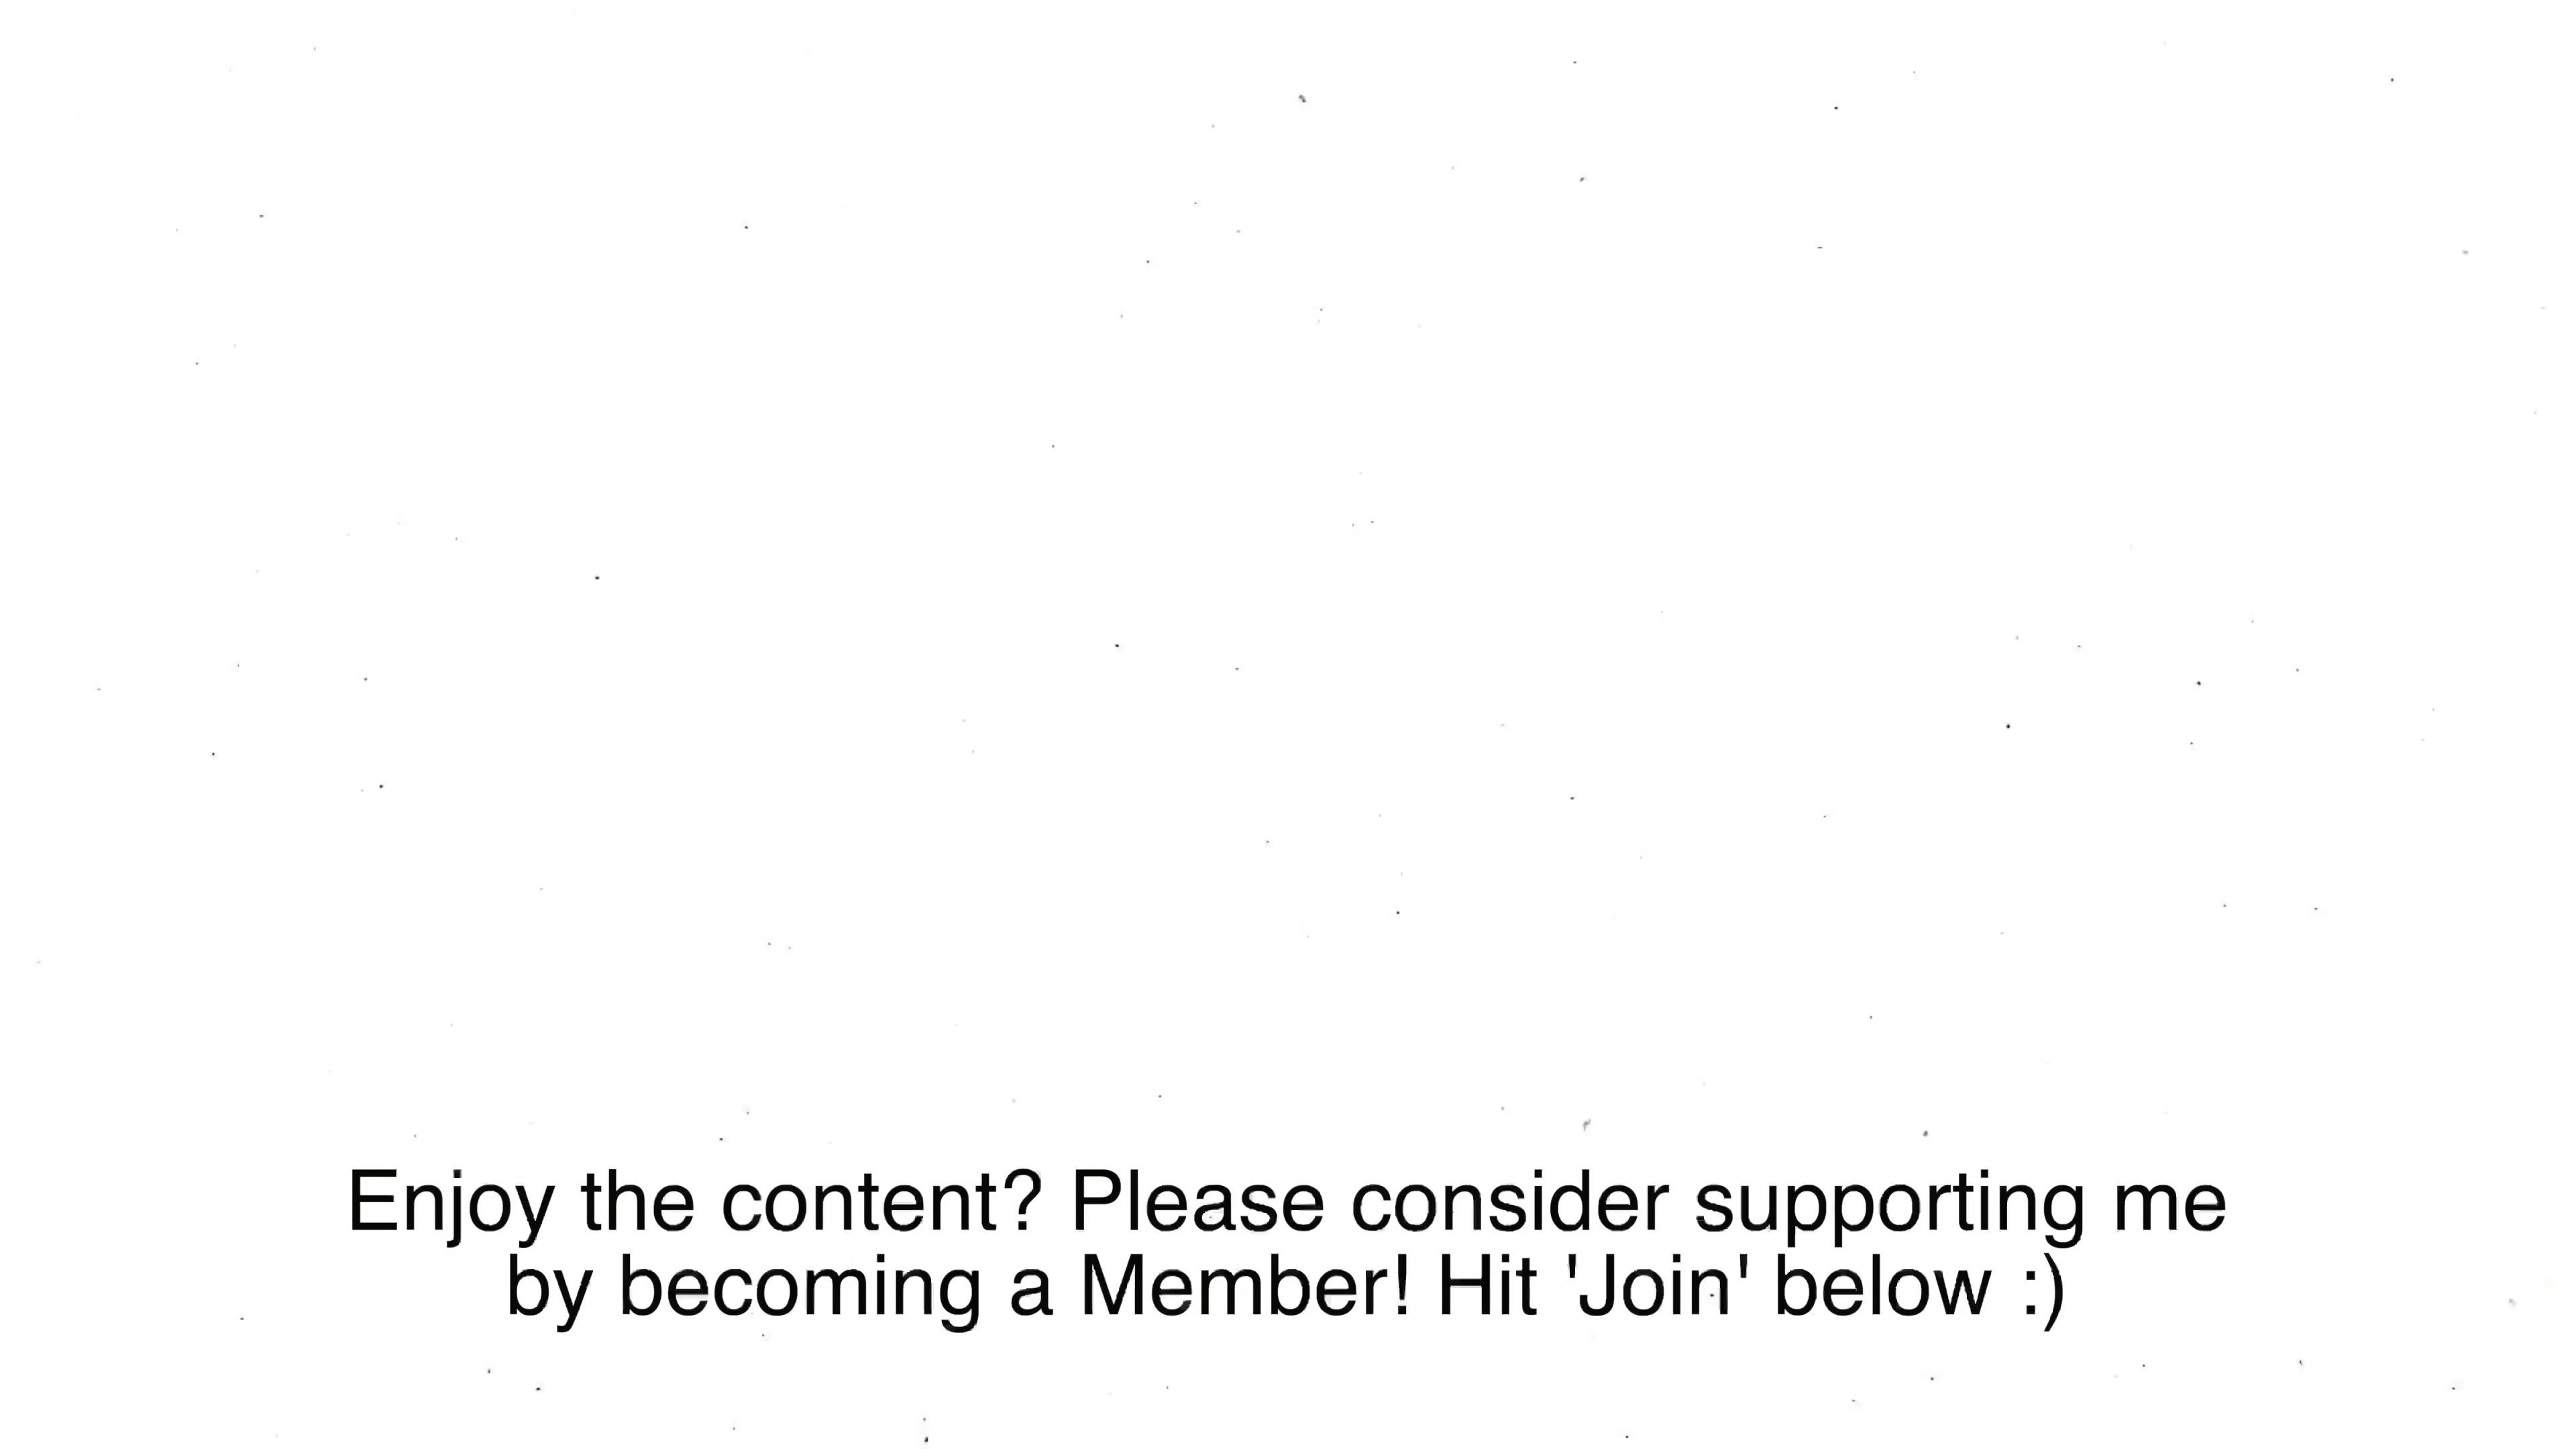 Enjoy the content? Please consider supporting me
by becoming a Member! Hit 'Join' below :)